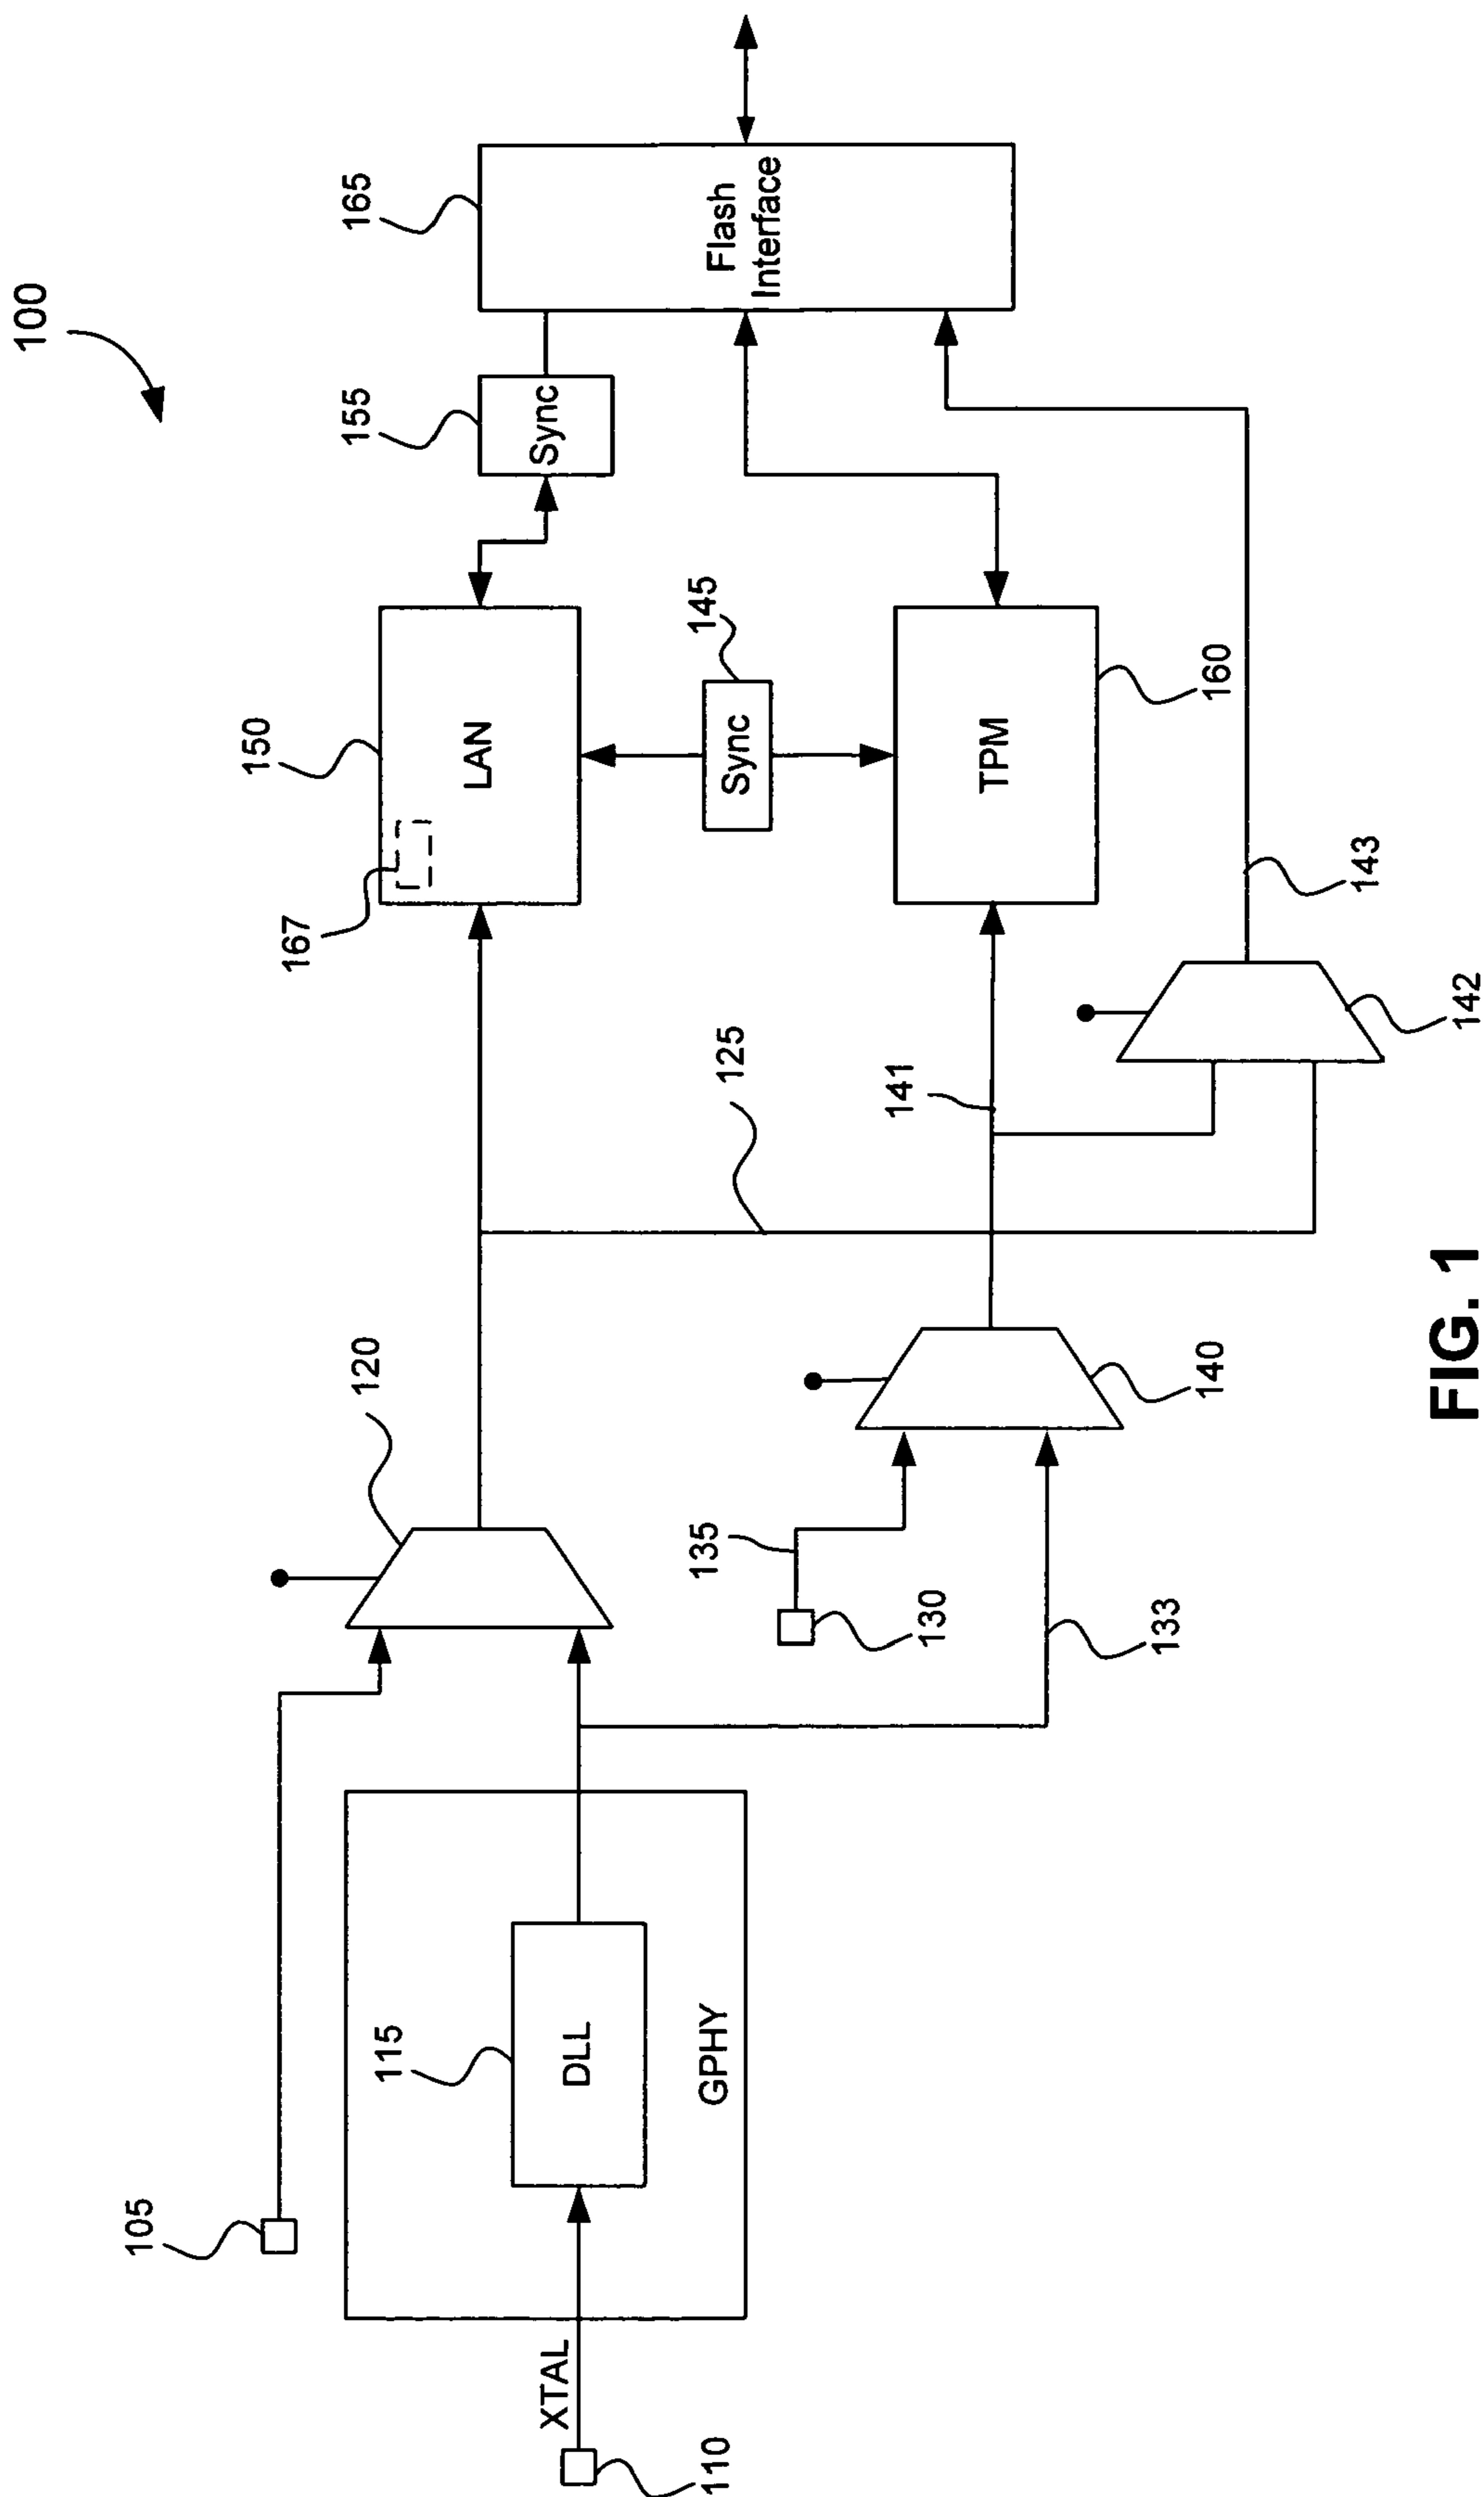 100
105
XTAL
110
115
DLL
GPHY
120
135
130
133
140
125
141
142
143
167
150
LAN
145
Sync
TPM
160
155
Sync
165
Flash
Interface
FIG. 1